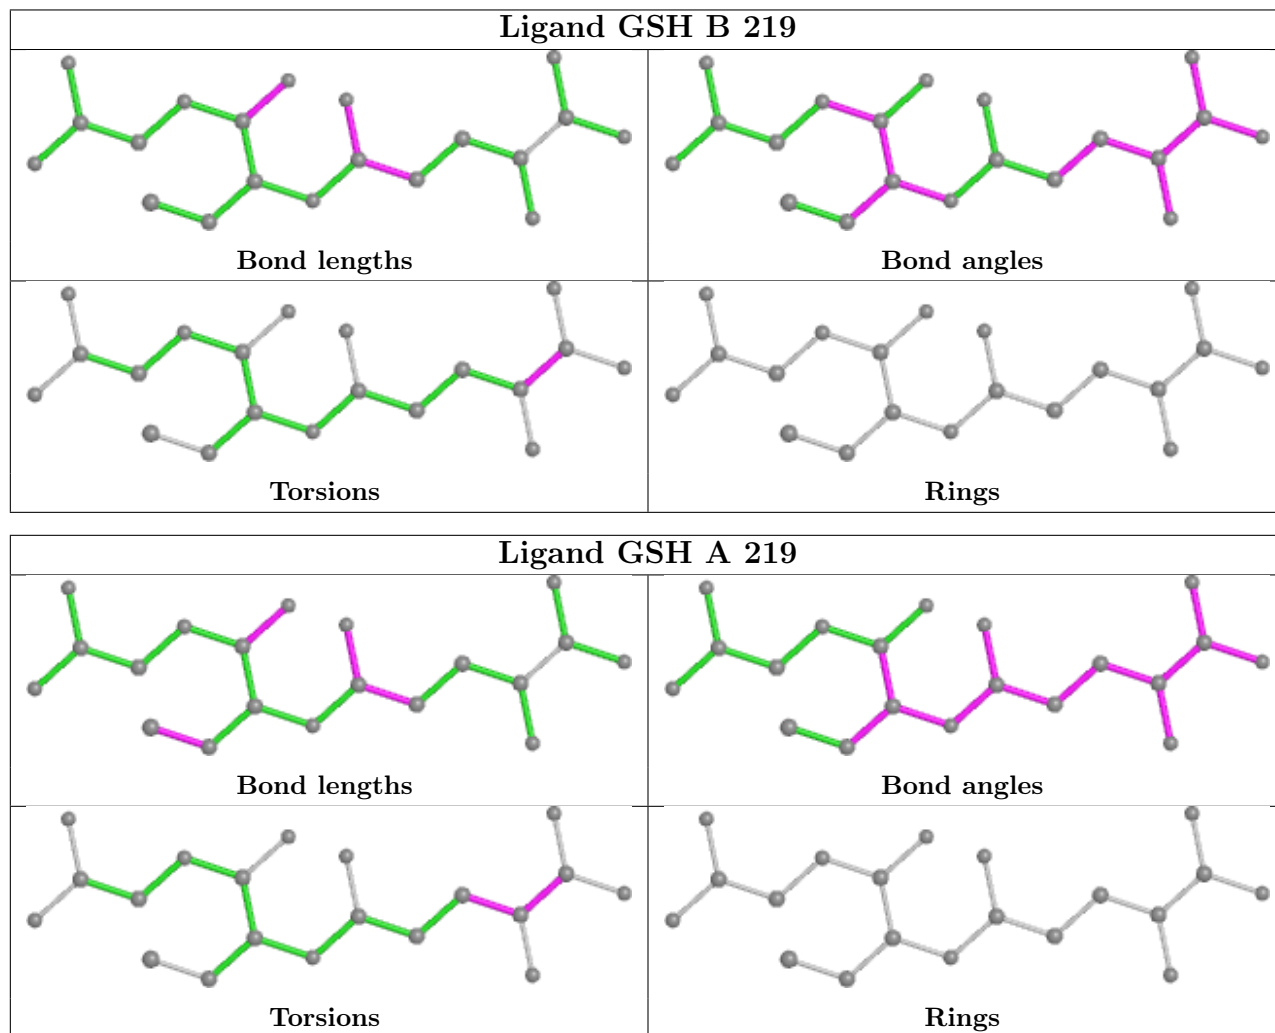 Ligand GSH B 219
Bond lengths
Bond angles
Torsions
Rings
Ligand GSH A 219
Bond lengths
Bond angles
Torsions
Rings